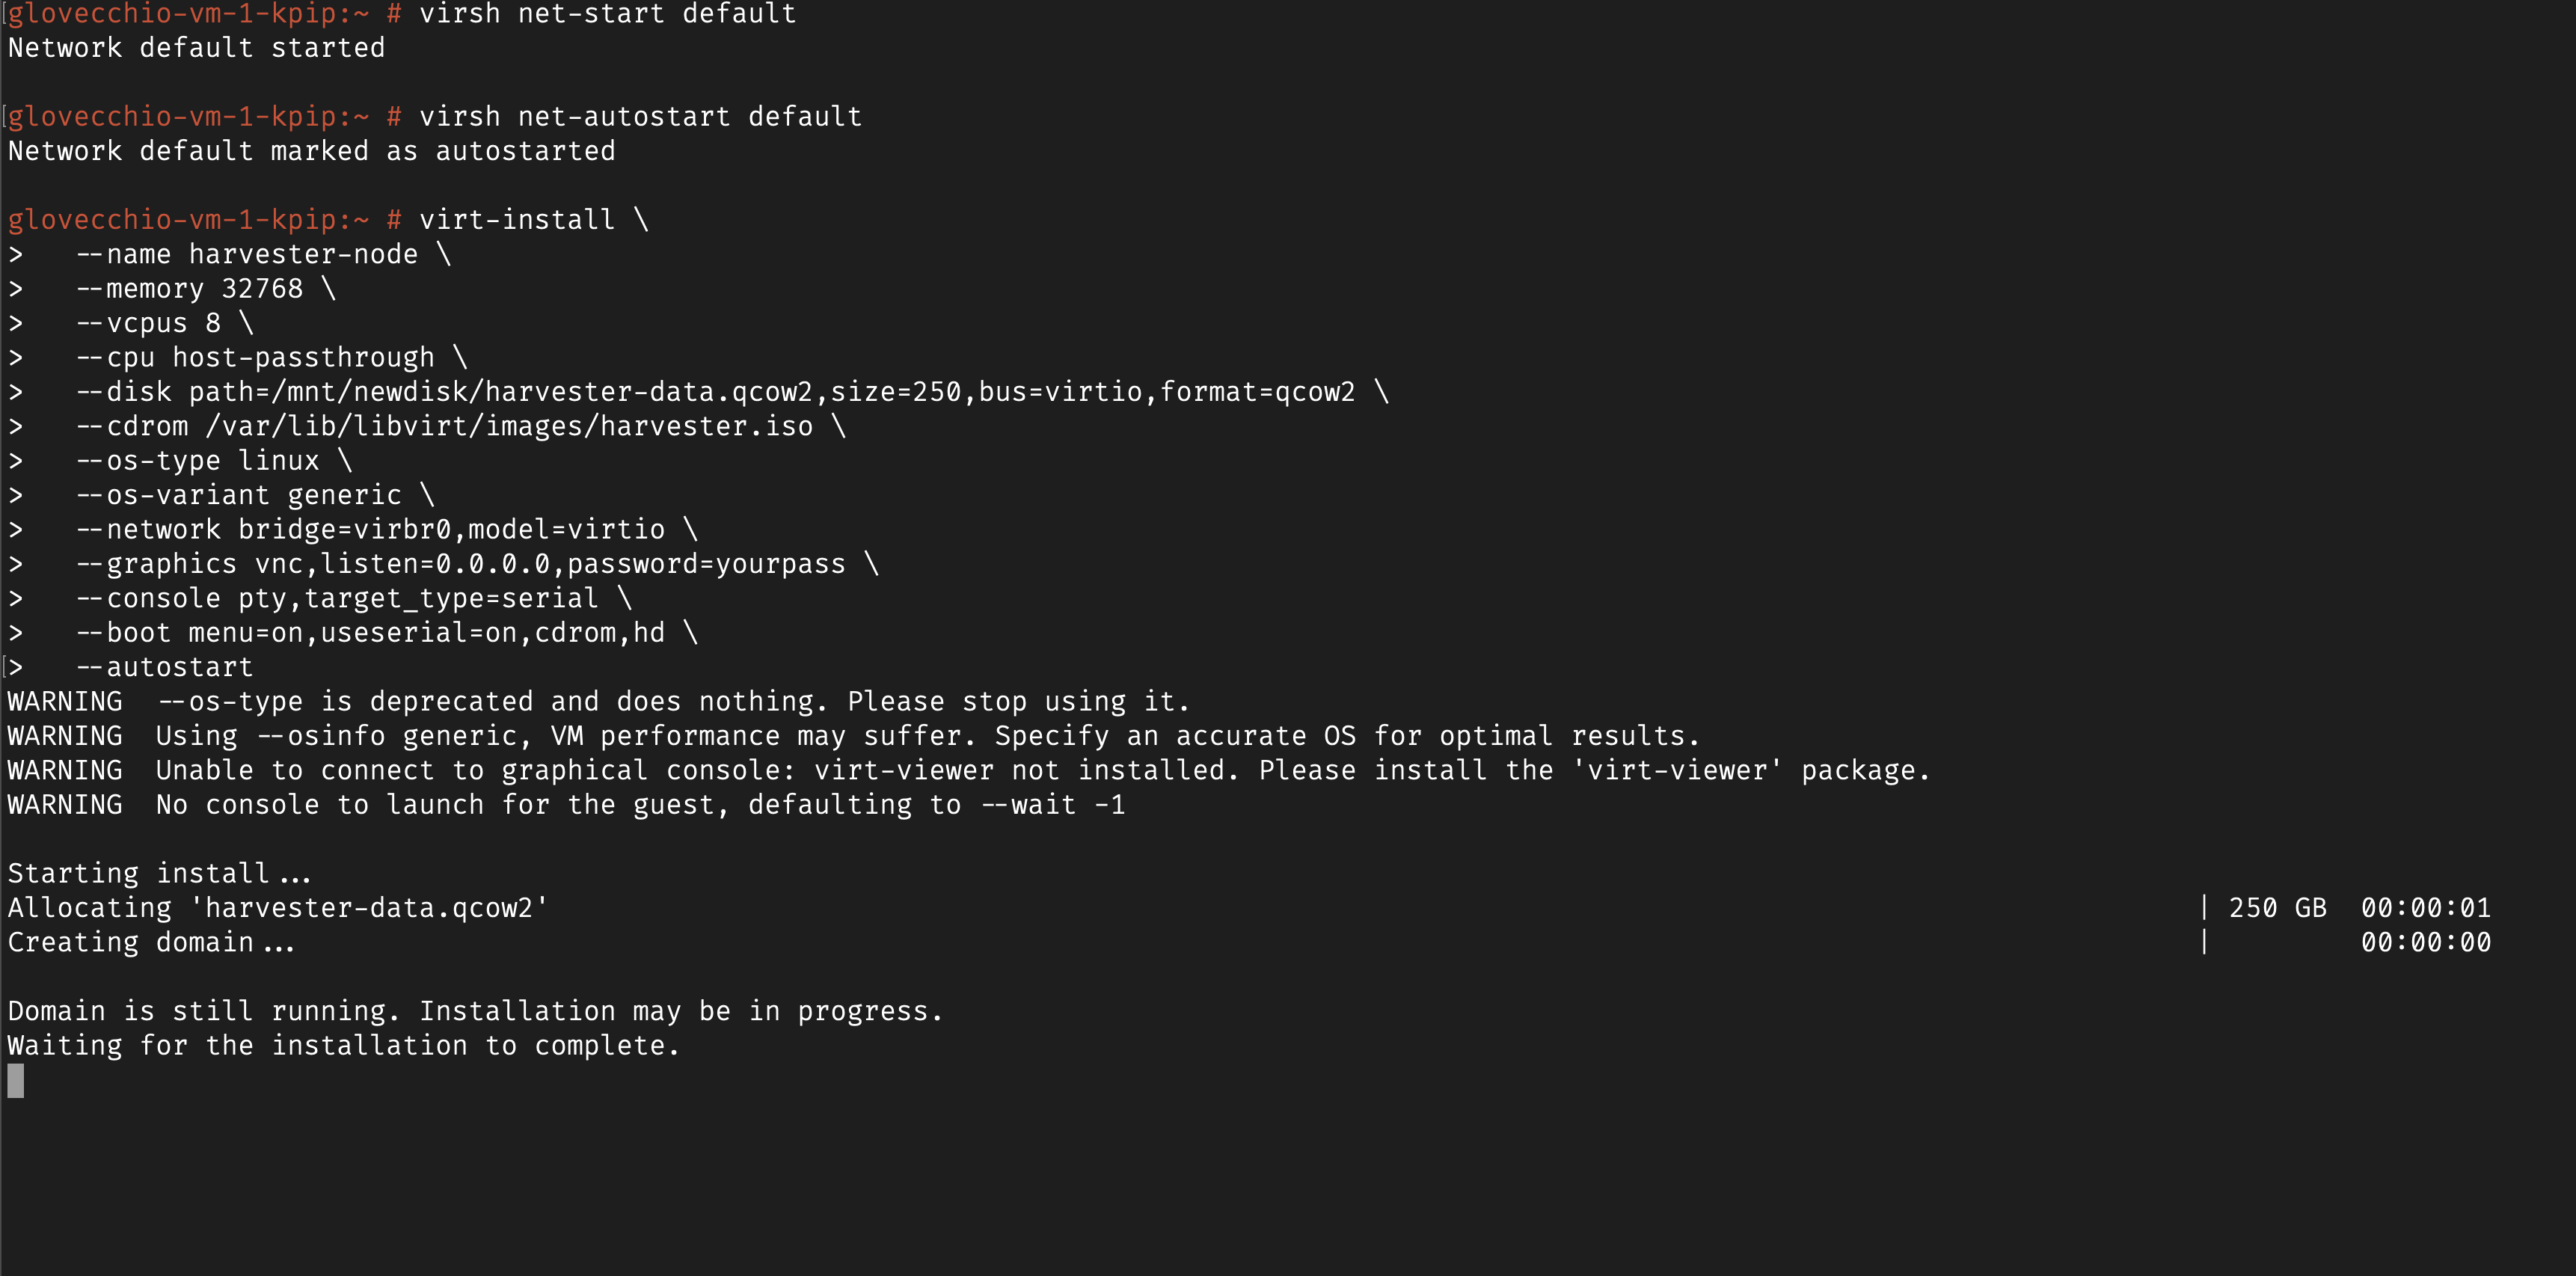 glovecchio-vm-1-kpip:~ # virsh net-start default
Network default started
glovecchio-vm-1-kpip:~ # virsh net-autostart default
Network default marked as autostarted
glovecchio-vm-1-kpip:~ # virt-install \
>   --name harvester-node \
>   --memory 32768 \
>   --vcpus 8 \
>   --cpu host-passthrough \
>   --disk path=/mnt/newdisk/harvester-data.qcow2,size=250,bus=virtio,format=qcow2 \
>   --cdrom /var/lib/libvirt/images/harvester.iso \
>   --os-type linux \
>   --os-variant generic \
>   --network bridge=virbr0,model=virtio \
>   --graphics vnc,listen=0.0.0.0,password=yourpass \
>   --console pty,target_type=serial \
>   --boot menu=on,useserial=on,cdrom,hd \
>   --autostart
WARNING  --os-type is deprecated and does nothing. Please stop using it.
WARNING  Using --osinfo generic, VM performance may suffer. Specify an accurate OS for optimal results.
WARNING  Unable to connect to graphical console: virt-viewer not installed. Please install the 'virt-viewer' package.
WARNING  No console to launch for the guest, defaulting to --wait -1
Starting install...
Allocating 'harvester-data.qcow2' | 250 GB  00:00:01
Creating domain... | 00:00:00
Domain is still running. Installation may be in progress.
Waiting for the installation to complete.